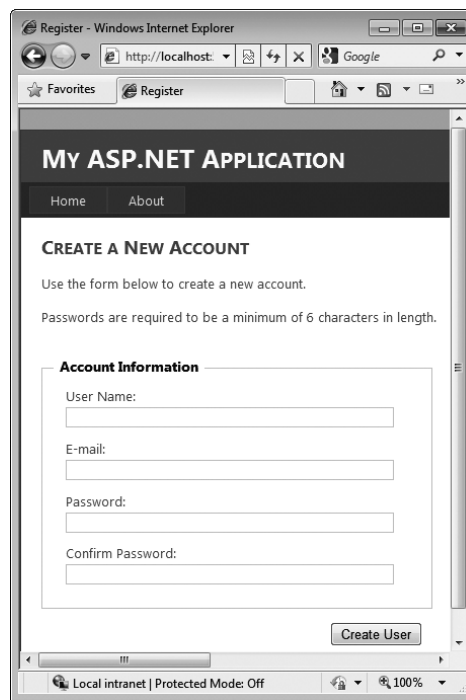 Register - Windows Internet Explorer
http://localhost:
Google
Favorites
Register
»
MY ASP.NET APPLICATION
Home
About
CREATE A NEW ACCOUNT
Use the form below to create a new account.
Passwords are required to be a minimum of 6 characters in length.
Account Information
User Name:
E-mail:
Password:
Confirm Password:
Create User
Local intranet | Protected Mode: Off
100%